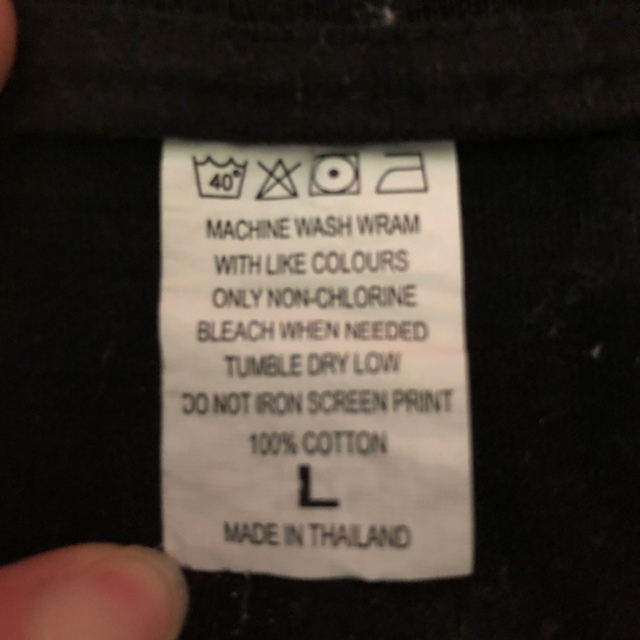 40°
MACHINE WASH WRAM
WITH LIKE COLOURS
ONLY NON-CHLORINE
BLEACH WHEN NEEDED
TUMBLE DRY LOW
DO NOT IRON SCREEN PRINT
100% COTTON
L
MADE IN THAILAND